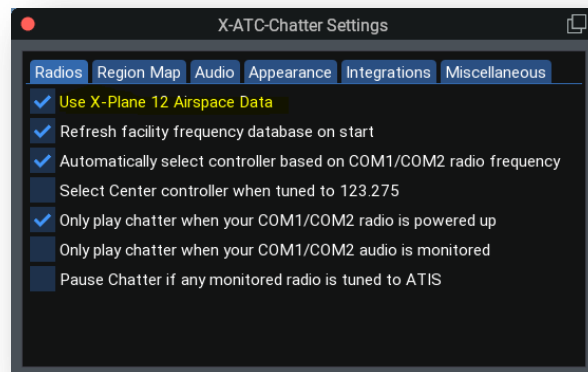 X-ATC-Chatter Settings
Radios Region Map Audio Appearance Integrations Miscellaneous
Use X-Plane 12 Airspace Data
Refresh facility frequency database on start
Automatically select controller based on COM1/COM2 radio frequency
Select Center controller when tuned to 123.275
Only play chatter when your COM1/COM2 radio is powered up
Only play chatter when your COM1/COM2 audio is monitored
Pause Chatter if any monitored radio is tuned to ATIS